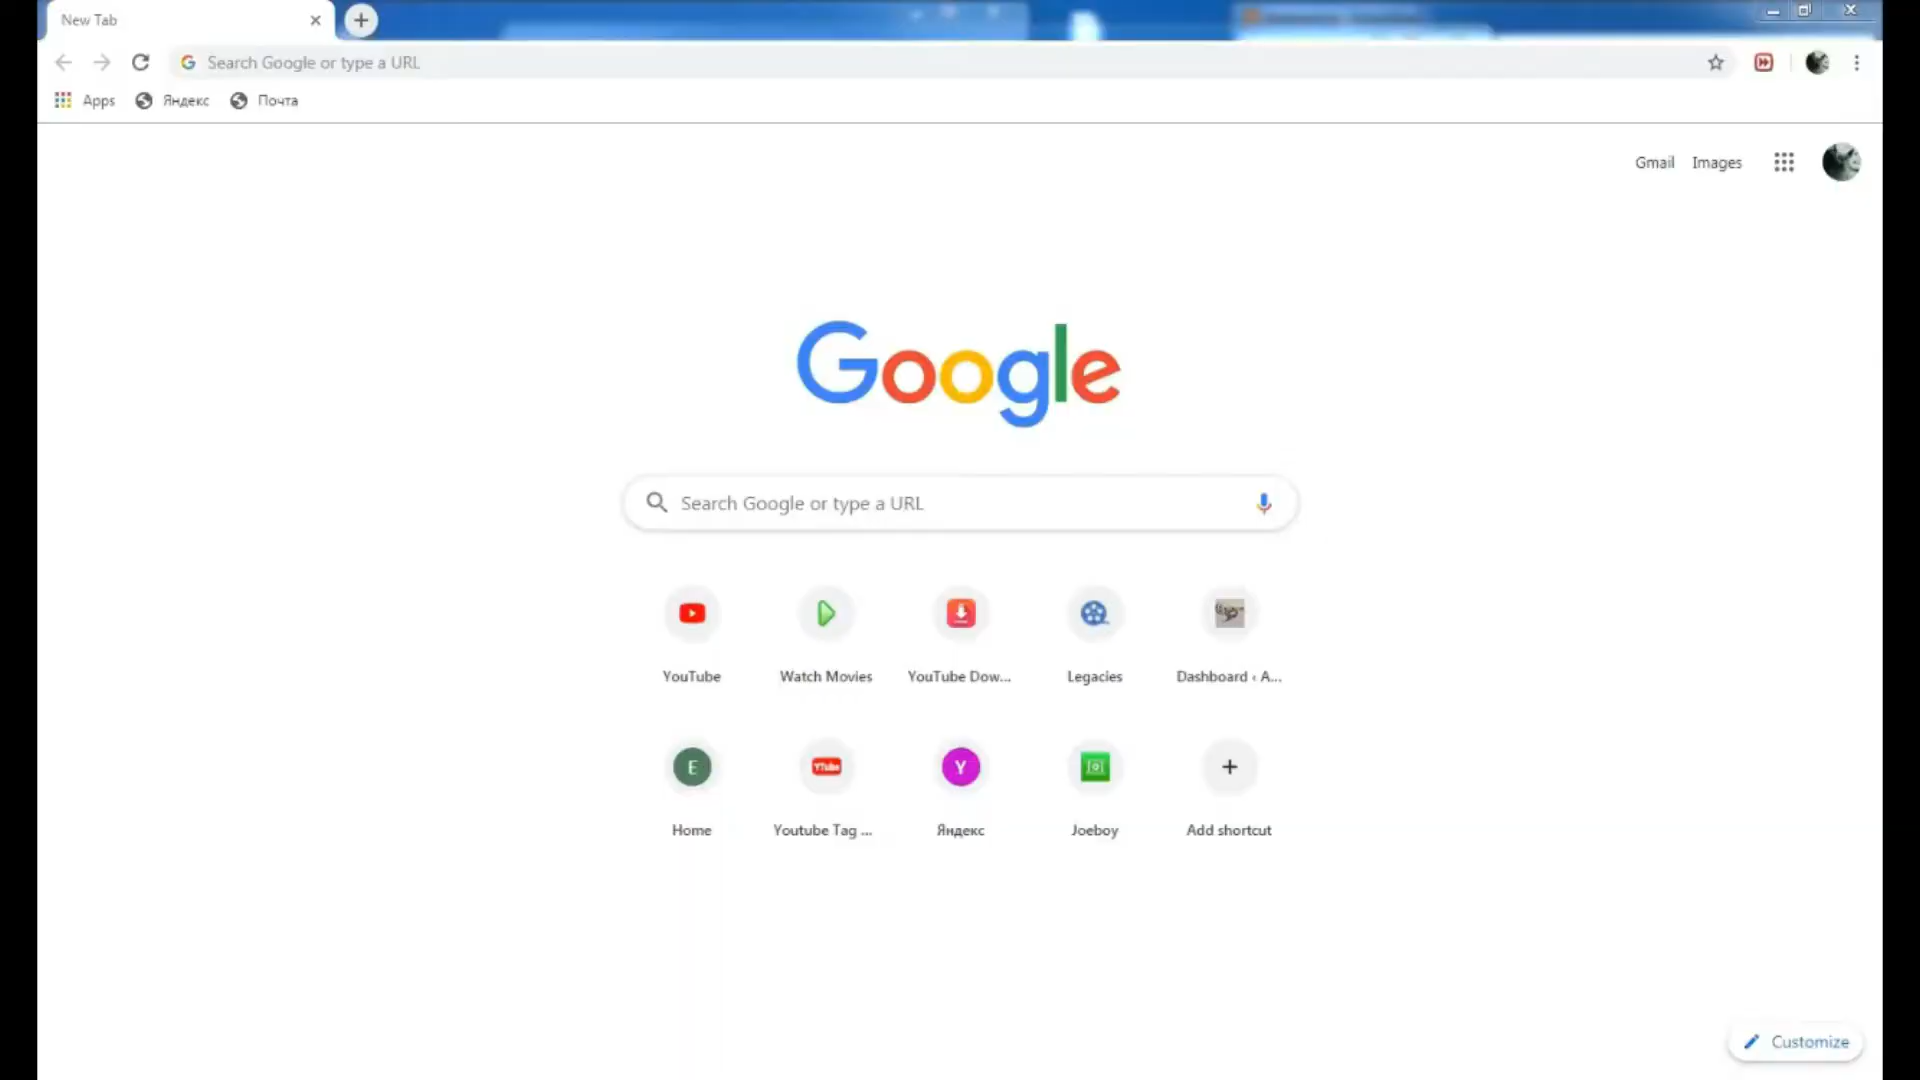 New Tab
Search Google or type a URL
Apps Яндекс Почта
Gmail Images
Google
Search Google or type a URL
YouTube Watch Movies YouTube Dow... Legacies Dashboard ‹ A...
E YTube Y
Home Youtube Tag ... Яндекс Joeboy Add shortcut
Customize